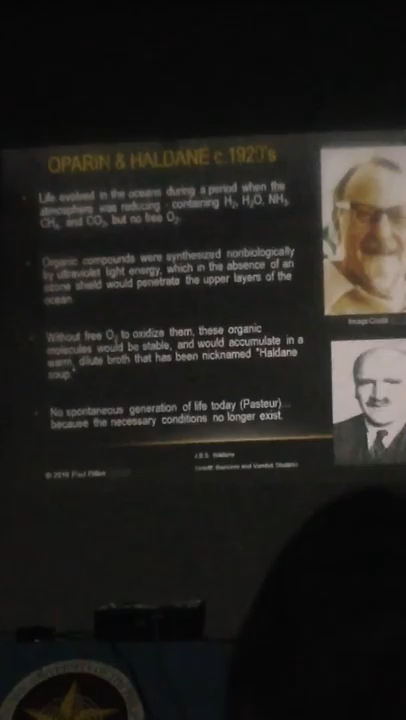 OPARIN & HALDANE c.1920's
Life evolved in the oceans during a period when the
atmosphere was reducing - containing H₂, H₂O, NH₃,
CH₄, and CO₂, but no free O₂.
Organic compounds were synthesized nonbiologically
by ultraviolet light energy, which in the absence of an
ozone shield would penetrate the upper layers of the
ocean.
Without free O₂ to oxidize them, these organic
molecules would be stable, and would accumulate in a
warm, dilute broth that has been nicknamed "Haldane
soup."
No spontaneous generation of life today (Pasteur)...
because the necessary conditions no longer exist.
Image Credit
J.B.S. Haldane
© 2016 Paul